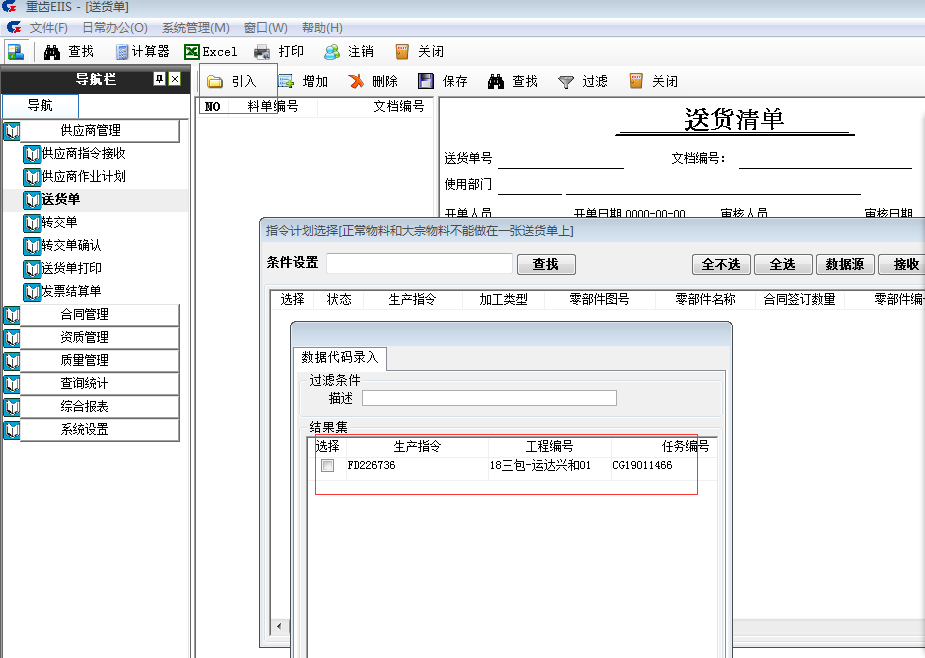 重齿EIIS - [送货单]
文件(F) 日常办公(O) 系统管理(M) 窗口(W) 帮助(H)
查找 计算器 Excel 打印 注销 关闭
导航栏
引入 增加 删除 保存 查找 过滤 关闭
导航
NO 料单编号 文档编号
送货清单
供应商管理
供应商指令接收
供应商作业计划
送货单
转交单
转交单确认
送货单打印
发票结算单
合同管理
资质管理
质量管理
查询统计
综合报表
系统设置
送货单号 文档编号:
使用部门
开单人员 开单日期 0000-00-00 审核人员 审核日期
指令计划选择[正常物料和大宗物料不能做在一张送货单上]
条件设置 查找 全不选 全选 数据源 接收
选择 状态 生产指令 加工类型 零部件图号 零部件名称 合同签订数量 零部件编
数据代码录入
过滤条件
描述
结果集
选择 生产指令 工程编号 任务编号
FD226736 18三包-运达兴和01 CG19011466